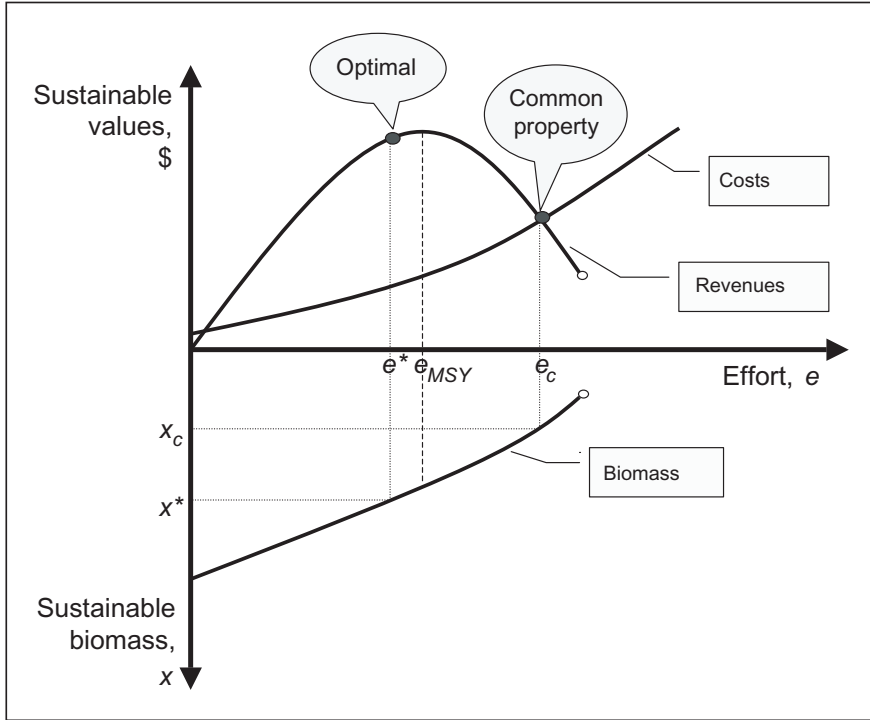 Optimal
Sustainable
values,
$
Common
property
Costs
Revenues
e* e_MSY
e_c
Effort, e
x_c
Biomass
x*
Sustainable
biomass,
x